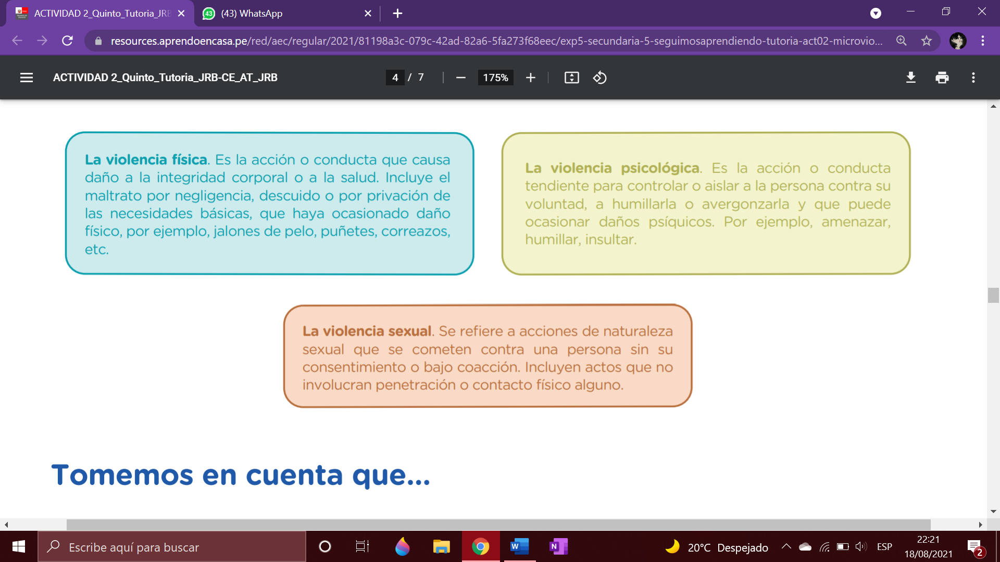 ACTIVIDAD 2_Quinto_Tutoria_JRB
(43) WhatsApp
resources.aprendoencasa.pe/red/aec/regular/2021/81198a3c-079c-42ad-82a6-5fa273f68eec/exp5-secundaria-5-seguimosaprendiendo-tutoria-act02-microvio...
ACTIVIDAD 2_Quinto_Tutoria_JRB-CE_AT_JRB
4 / 7
175%
La violencia física. Es la acción o conducta que causa
daño a la integridad corporal o a la salud. Incluye el
maltrato por negligencia, descuido o por privación de
las necesidades básicas, que haya ocasionado daño
físico, por ejemplo, jalones de pelo, puñetes, correazos,
etc.
La violencia psicológica. Es la acción o conducta
tendiente para controlar o aislar a la persona contra su
voluntad, a humillarla o avergonzarla y que puede
ocasionar daños psíquicos. Por ejemplo, amenazar,
humillar, insultar.
La violencia sexual. Se refiere a acciones de naturaleza
sexual que se cometen contra una persona sin su
consentimiento o bajo coacción. Incluyen actos que no
involucran penetración o contacto físico alguno.
Tomemos en cuenta que...
Escribe aquí para buscar
20°C Despejado
ESP
22:21
18/08/2021
2